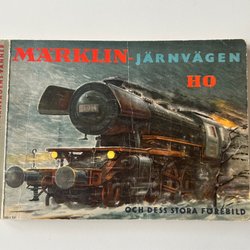 MÄRKLIN-JÄRNVÄGEN
HO
OCH DESS STORA FÖREBILD